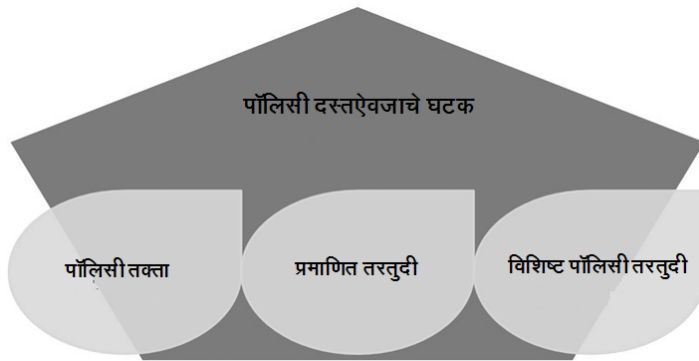 पॉलिसी दस्तऐवजाचे घटक
पॉलिसी तक्ता
प्रमाणित तरतुदी
विशिष्ट पॉलिसी तरतुदी